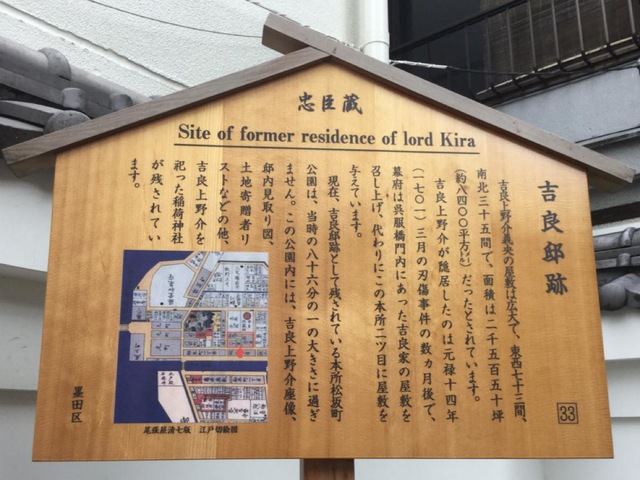 忠臣蔵
Site of former residence of lord Kira
吉良邸跡
吉良上野介義央の屋敷は広大で、東西七十三間、
南北三十五間で、面積は二千五百五十坪
(約八四〇〇平方㍍)だったとされています。
吉良上野介が隠居したのは元禄十四年
(一七〇一)三月の刃傷事件の数ヵ月後で、
幕府は呉服橋門内にあった吉良家の屋敷を
召し上げ、代わりにこの本所二ツ目に屋敷を
与えています。
現在、吉良邸跡として残されている本所松坂町
公園は、当時の八十六分の一の大きさに過ぎ
ません。この公園内には、吉良上野介座像、
邸内見取り図、
土地寄贈者リ
ストなどの他、
吉良上野介を
祀った稲荷神社
が残されてい
ます。
尾張屋清七版 江戸切絵図
墨田区
33